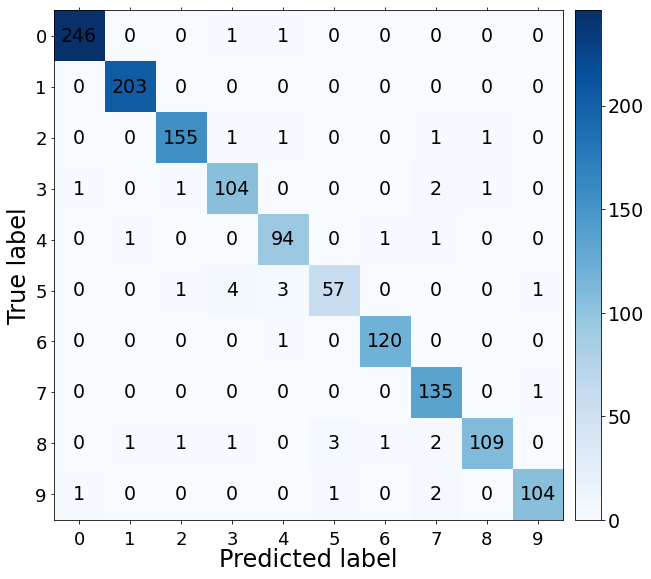 0 246 0 0 1 1 0 0 0 0 0
1 0 203 0 0 0 0 0 0 0 0
200
2 0 0 155 1 1 0 0 1 1 0
3 1 0 1 104 0 0 0 2 1 0
150
4 0 1 0 0 94 0 1 1 0 0
True label
5 0 0 1 4 3 57 0 0 0 1
100
6 0 0 0 0 1 0 120 0 0 0
7 0 0 0 0 0 0 0 135 0 1
50
8 0 1 1 1 0 3 1 2 109 0
9 1 0 0 0 0 1 0 2 0 104
0
0 1 2 3 4 5 6 7 8 9
Predicted label